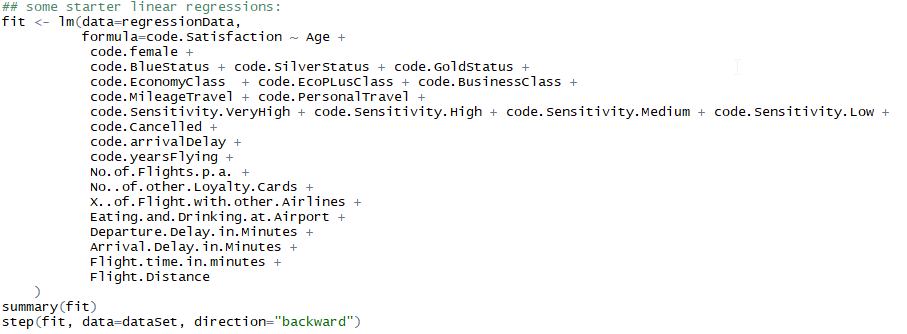 ## some starter linear regressions:
fit <- lm(data=regressionData,
formula=code.Satisfaction ~ Age +
code.female +
code.BlueStatus + code.SilverStatus + code.GoldStatus +
code.EconomyClass + code.EcoPLusClass + code.BusinessClass +
code.MileageTravel + code.PersonalTravel +
code.Sensitivity.VeryHigh + code.Sensitivity.High + code.Sensitivity.Medium + code.Sensitivity.Low +
code.Cancelled +
code.arrivalDelay +
code.yearsFlying +
No.of.Flights.p.a. +
No..of.other.Loyalty.Cards +
X..of.Flight.with.other.Airlines +
Eating.and.Drinking.at.Airport +
Departure.Delay.in.Minutes +
Arrival.Delay.in.Minutes +
Flight.time.in.minutes +
Flight.Distance
)
summary(fit)
step(fit, data=dataSet, direction="backward")